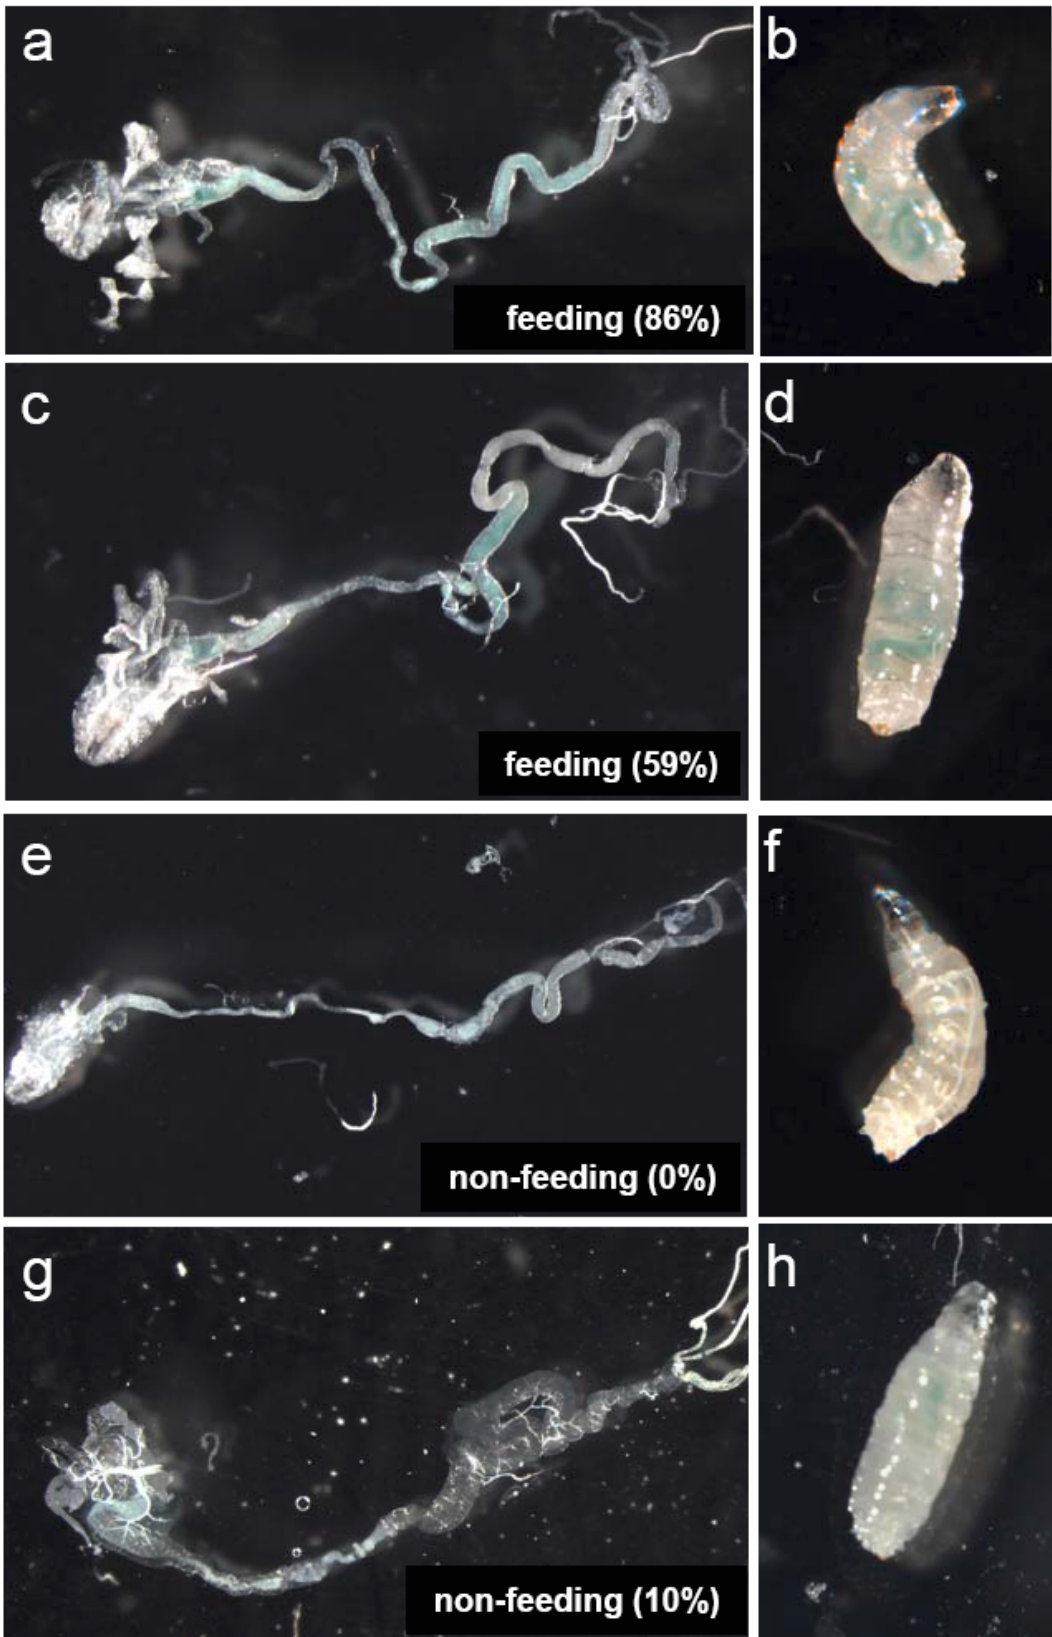 a
b
feeding (86%)
c
d
feeding (59%)
e
f
non-feeding (0%)
g
h
non-feeding (10%)